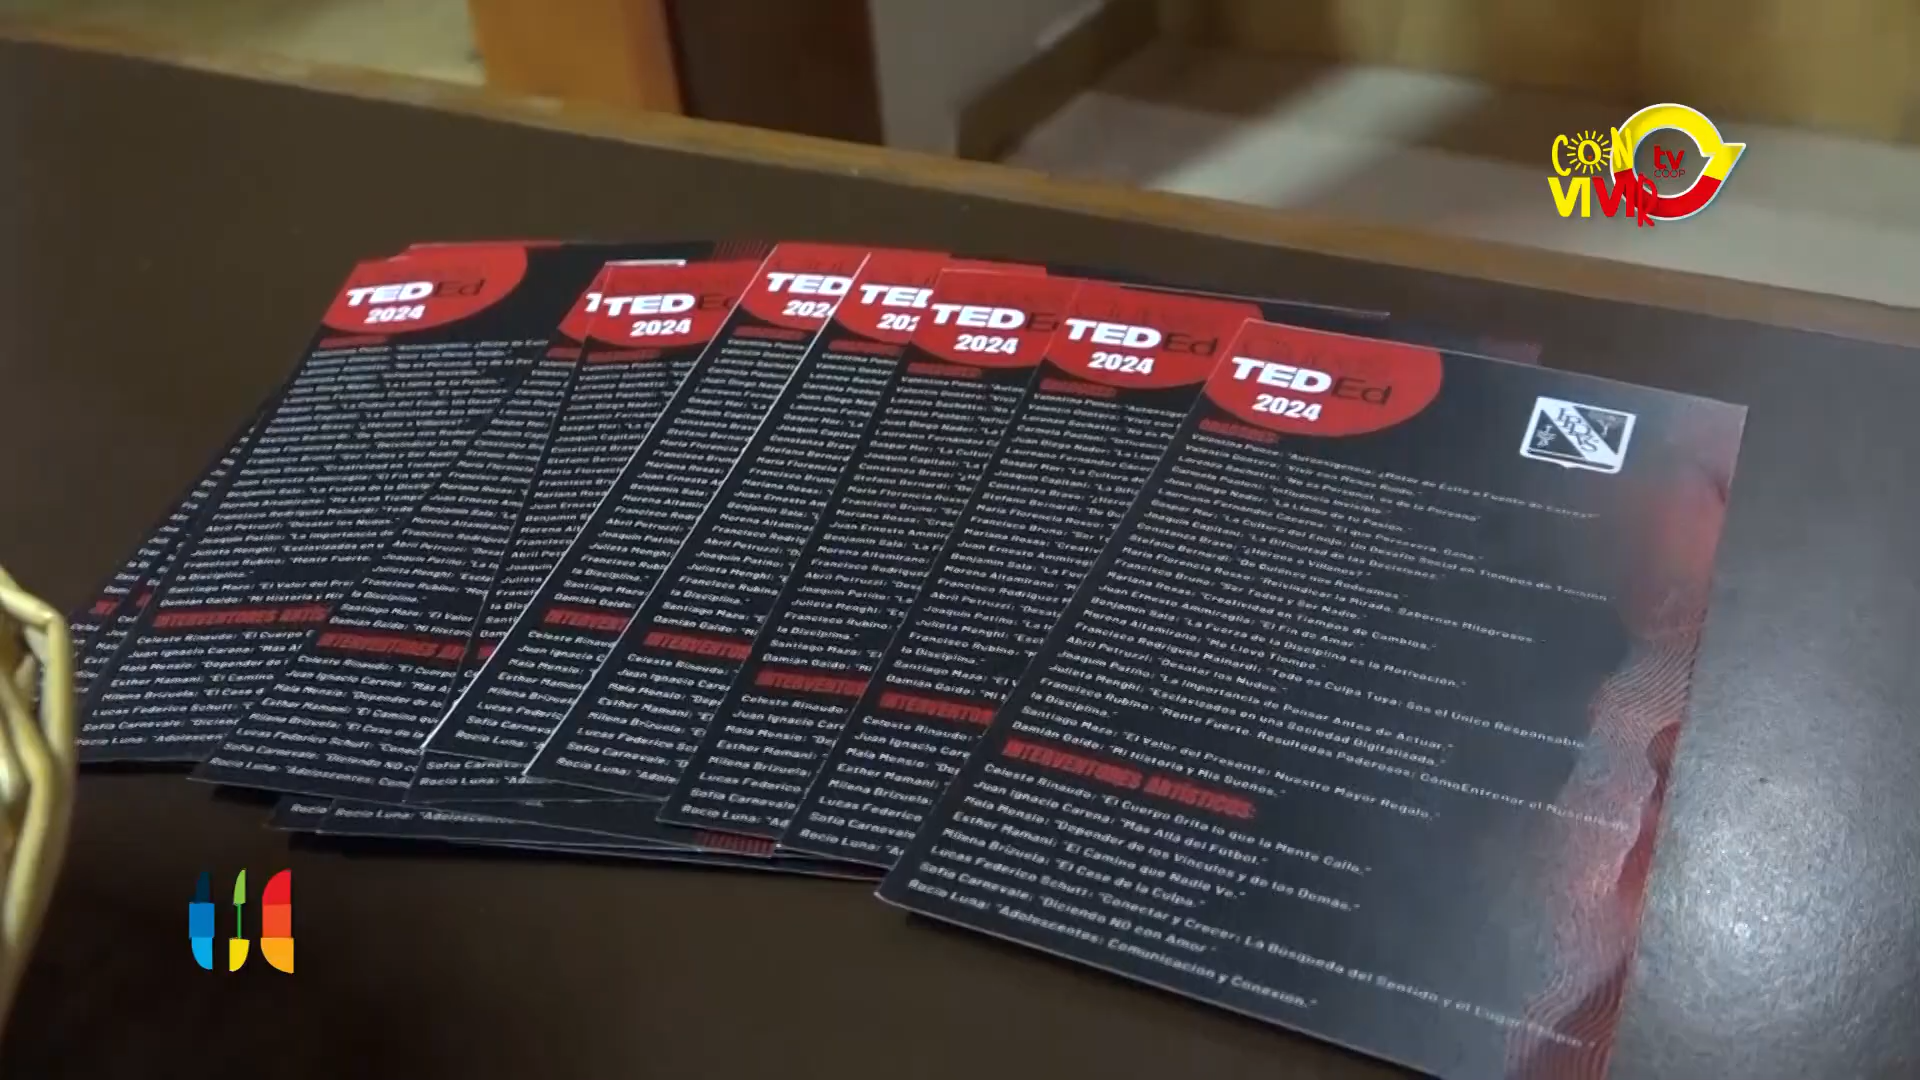 CON
VIVIR
tv
COOP
TEDEd
2024
ORADORES:
Valentina Ponce: "Autoexigencia: ¿Motor de Éxito o Fuente de Estrés?"
Valentín Gostero: "Vivir con Menos Ruido."
Lorenzo Bachetta: "No es Personal, es de la Persona"
Carmela Paoloni: "Influencia Invisible"
Juan Diego Nader: "La Llama de tu Pasión."
Laureano Fernández Caseros: "El que Persevera, Gana."
Gaspar Mor: "La Cultura del Enojo: Un Desafío Social en Tiempos de Tensión."
Joaquín Capitani: "La Dificultad de las Decisiones."
Constanza Bravo: "¿Héroes o Villanos?"
Stefano Bernardi: "De Quiénes nos Rodeamos."
María Florencia Rosso: "Reivindicar la Mirada. Sabernos Milagrosos."
Francisco Bruno: "Ser Todos y Ser Nadie."
Mariana Rosas: "Creatividad en Tiempos de Cambios."
Juan Ernesto Ammiraglia: "El Fin de Amar."
Benjamín Sala: "La Fuerza de la Disciplina es la Motivación."
Morena Altamirano: "Me Llevó Tiempo."
Francisco Rodríguez Mainardi: "Todo es Culpa Tuya: Sos el Único Responsable."
Abril Petruzzi: "Desatar los Nudos."
Joaquín Patiño: "La Importancia de Pensar Antes de Actuar."
Julieta Menghi: "Esclavizados en una Sociedad Digitalizada."
Francisco Rubino: "Mente Fuerte. Resultados Poderosos: CómoEntrenar el Músculo
la Disciplina."
Santiago Maza: "El Valor del Presente: Nuestro Mayor Regalo."
Damián Galdo: "Mi Historia y Mis Sueños."
INTERVENTORES ARTÍSTICOS:
Celeste Rinaudo: "El Cuerpo Grita lo que la Mente Calla."
Juan Ignacio Carena: "Más Allá del Fútbol."
Maia Mensio: "Depender de los Vínculos y de los Demás."
Esther Mamani: "El Camino que Nadie Ve."
Milena Brizuela: "El Caso de la Culpa."
Lucas Federico Schutt: "Conectar y Crecer: La Búsqueda del Sentido y el Lugar Propio."
Sofía Carnevale: "Diciendo NO con Amor"
Rocío Luna: "Adolescentes: Comunicación y Conexión."